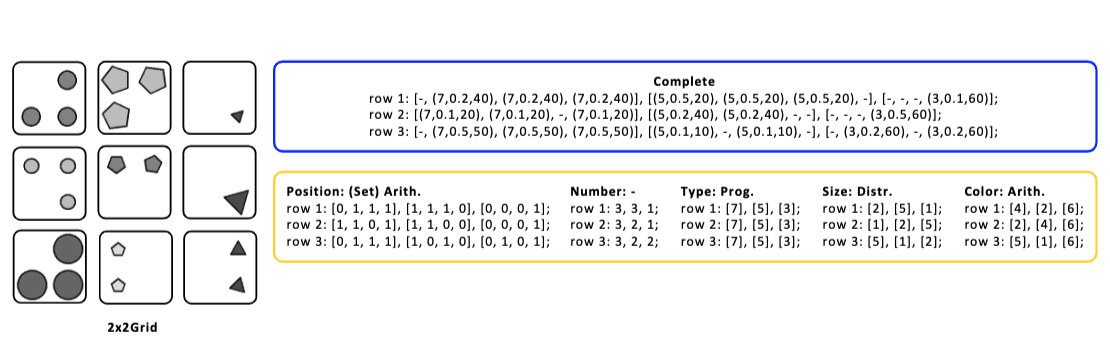 Complete
row 1: [-, (7,0.2,40), (7,0.2,40), (7,0.2,40)], [(5,0.5,20), (5,0.5,20), (5,0.5,20), -], [-, -, -, (3,0.1,60)];
row 2: [(7,0.1,20), (7,0.1,20), -, (7,0.1,20)], [(5,0.2,40), (5,0.2,40), -, -], [-, -, -, (3,0.5,60)];
row 3: [-, (7,0.5,50), (7,0.5,50), (7,0.5,50)], [(5,0.1,10), -, (5,0.1,10), -], [-, (3,0.2,60), -, (3,0.2,60)];
Position: (Set) Arith. Number: - Type: Prog. Size: Distr. Color: Arith.
row 1: [0, 1, 1, 1], [1, 1, 1, 0], [0, 0, 0, 1]; row 1: 3, 3, 1; row 1: [7], [5], [3]; row 1: [2], [5], [1]; row 1: [4], [2], [6];
row 2: [1, 1, 0, 1], [1, 1, 0, 0], [0, 0, 0, 1]; row 2: 3, 2, 1; row 2: [7], [5], [3]; row 2: [1], [2], [5]; row 2: [2], [4], [6];
row 3: [0, 1, 1, 1], [1, 0, 1, 0], [0, 1, 0, 1]; row 3: 3, 2, 2; row 3: [7], [5], [3]; row 3: [5], [1], [2]; row 3: [5], [1], [6];
2x2Grid